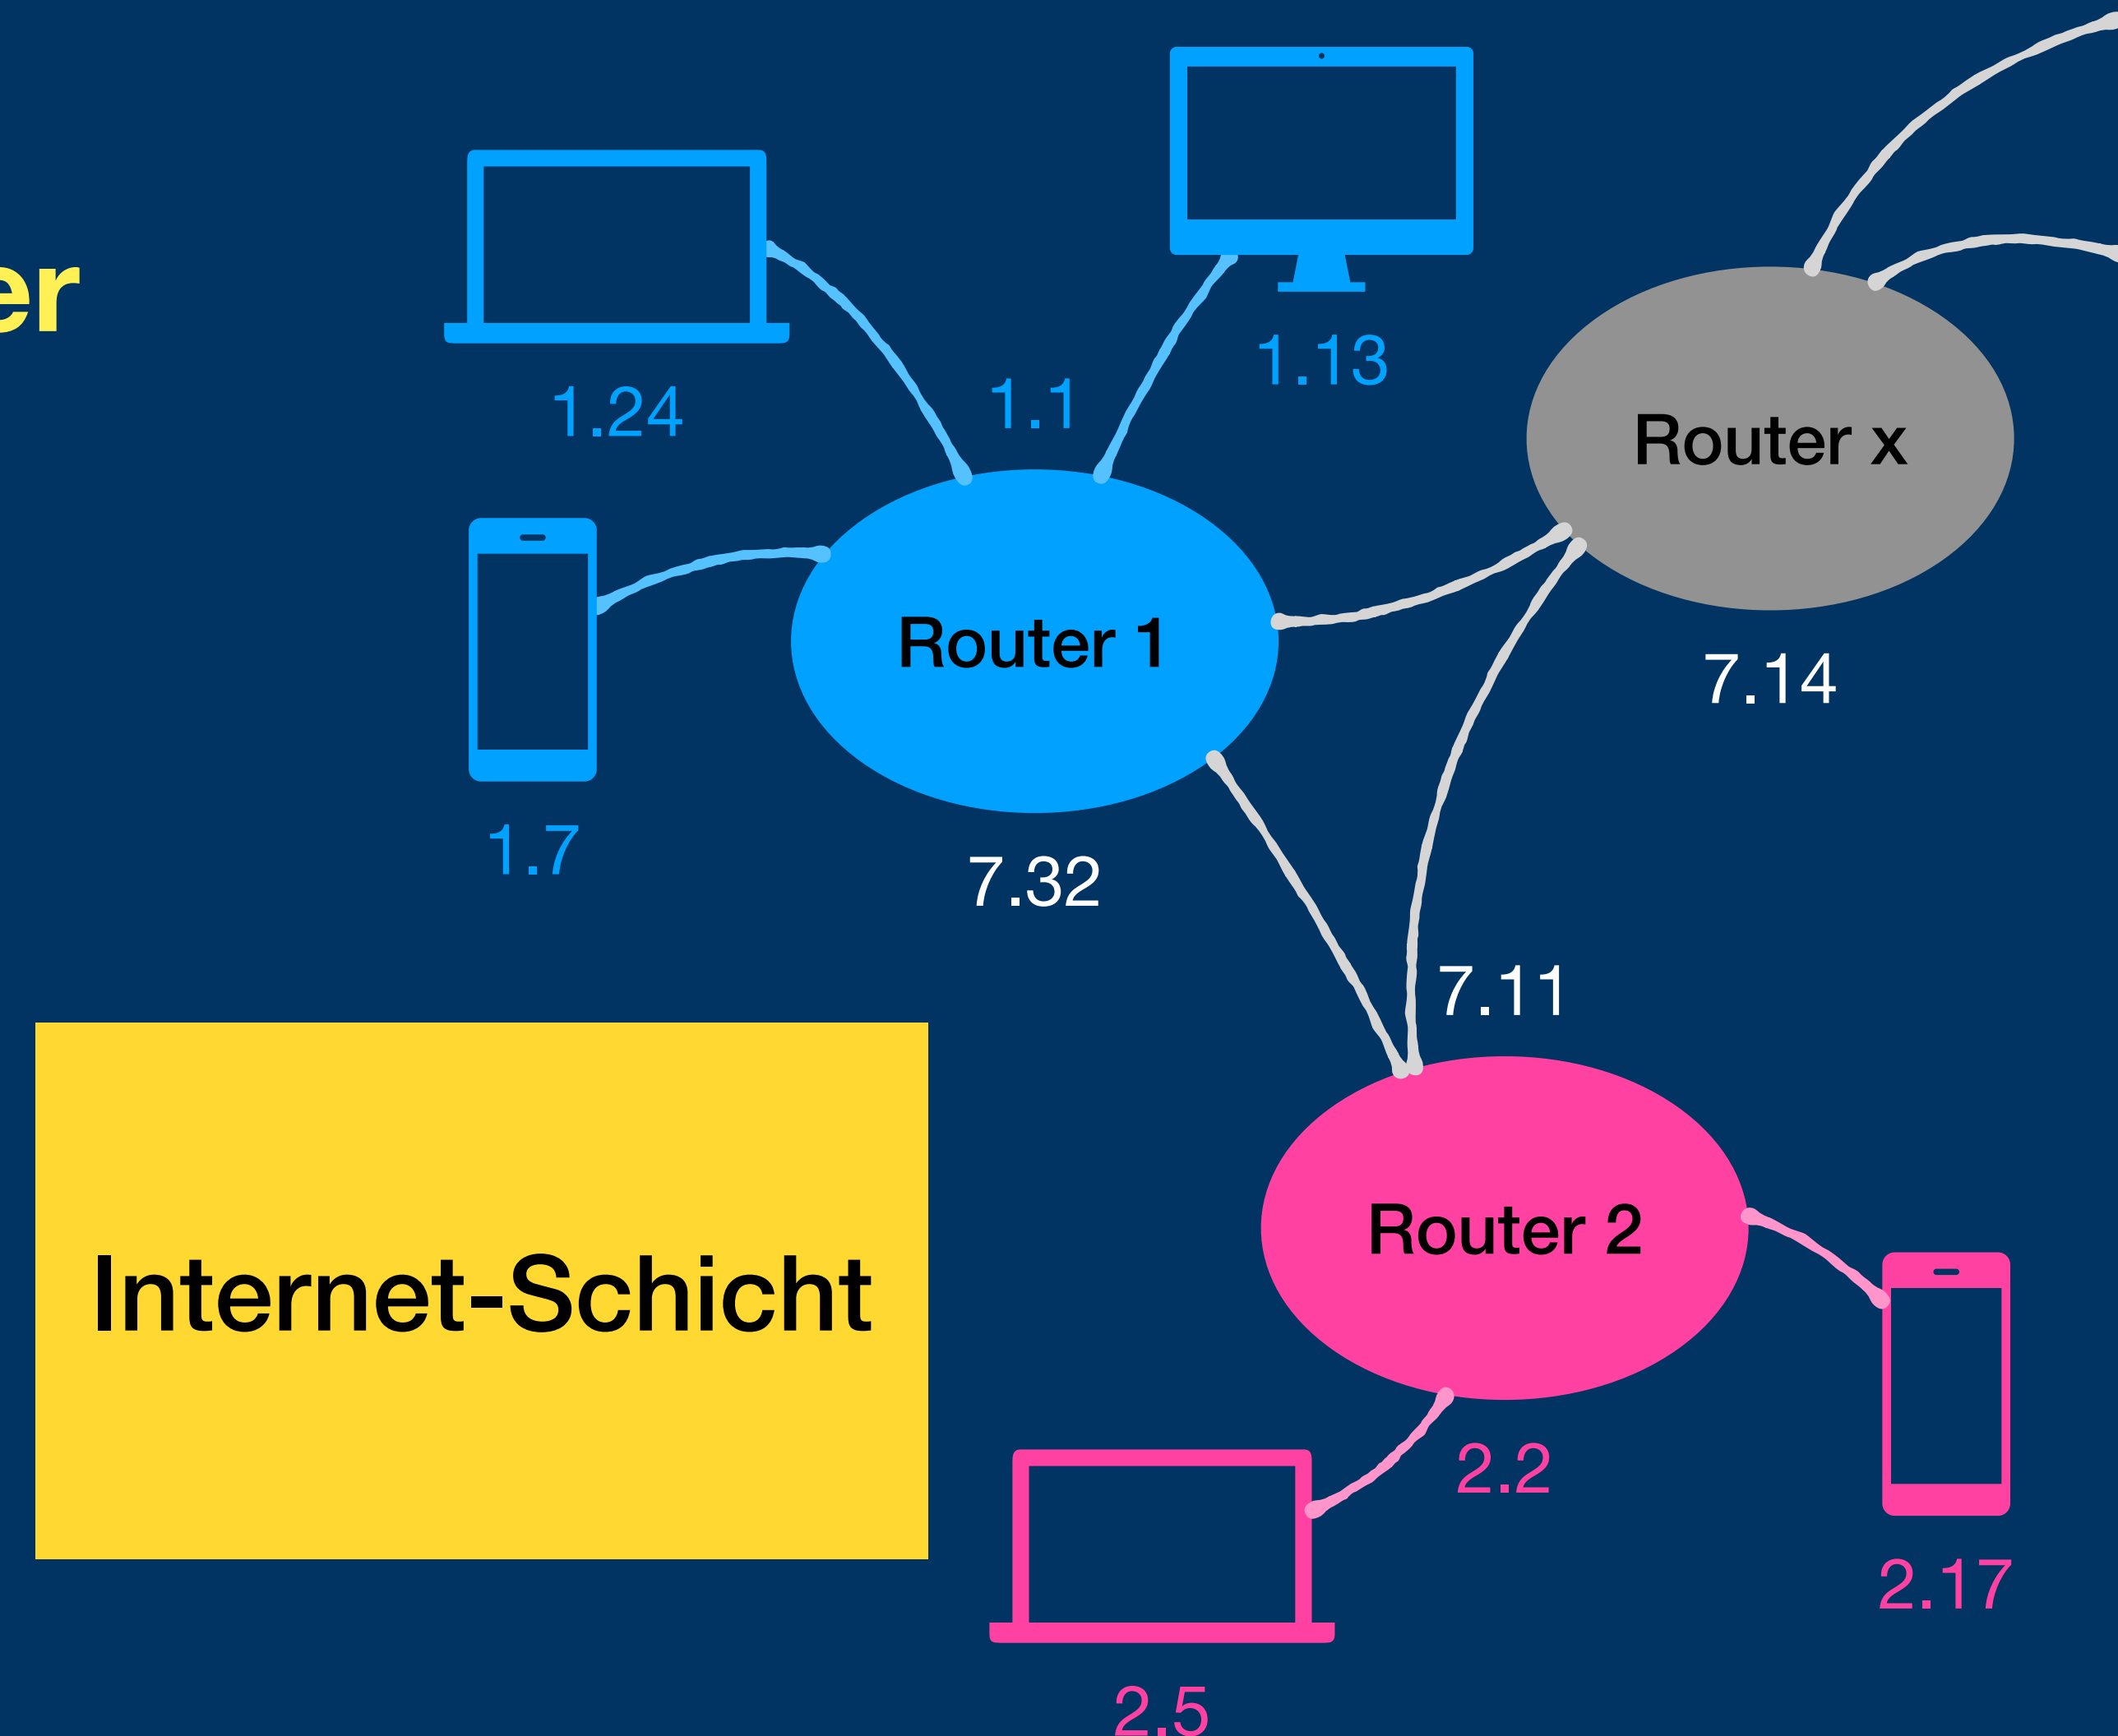 er
1.24
1.1
1.13
Router x
Router 1
7.14
1.7
7.32
7.11
Router 2
Internet-Schicht
2.2
2.17
2.5